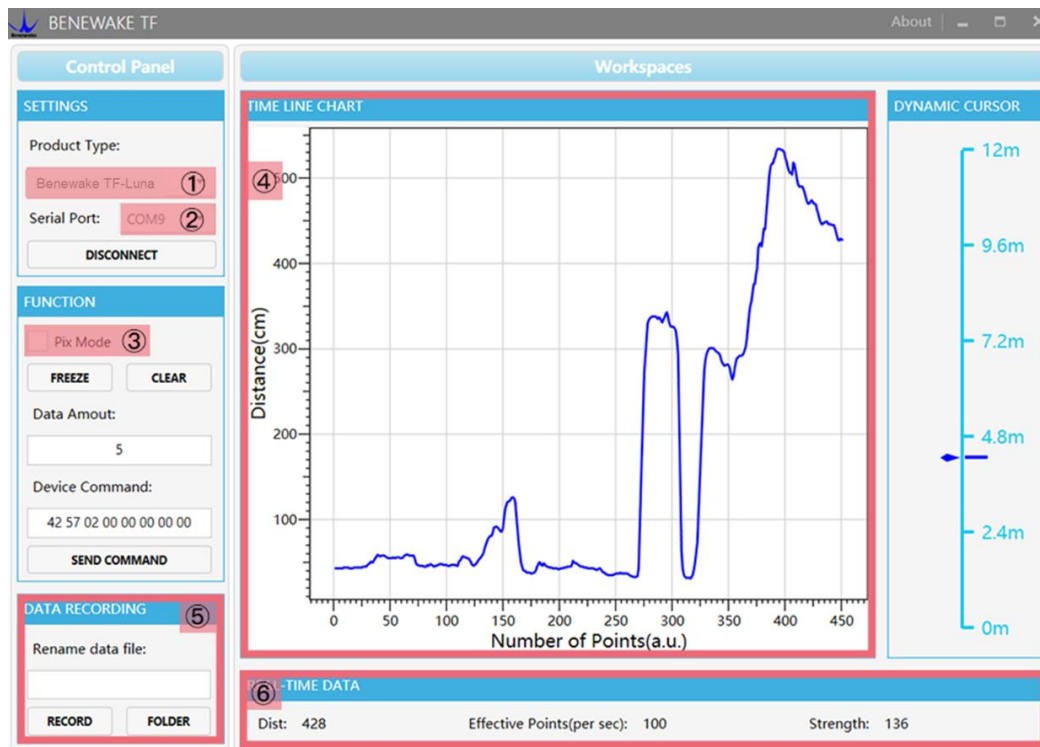 BENEWAKE TF
About
Benewake
Control Panel
Workspaces
SETTINGS
Product Type:
Benewake TF-Luna ①
Serial Port: COM9 ②
DISCONNECT
FUNCTION
Pix Mode ③
FREEZE CLEAR
Data Amout:
5
Device Command:
42 57 02 00 00 00 00 00
SEND COMMAND
DATA RECORDING ⑤
Rename data file:
RECORD FOLDER
TIME LINE CHART
④
500
400
300
200
100
Distance(cm)
0 50 100 150 200 250 300 350 400 450
Number of Points(a.u.)
DYNAMIC CURSOR
12m
9.6m
7.2m
4.8m
2.4m
0m
⑥ REAL-TIME DATA
Dist: 428 Effective Points(per sec): 100 Strength: 136